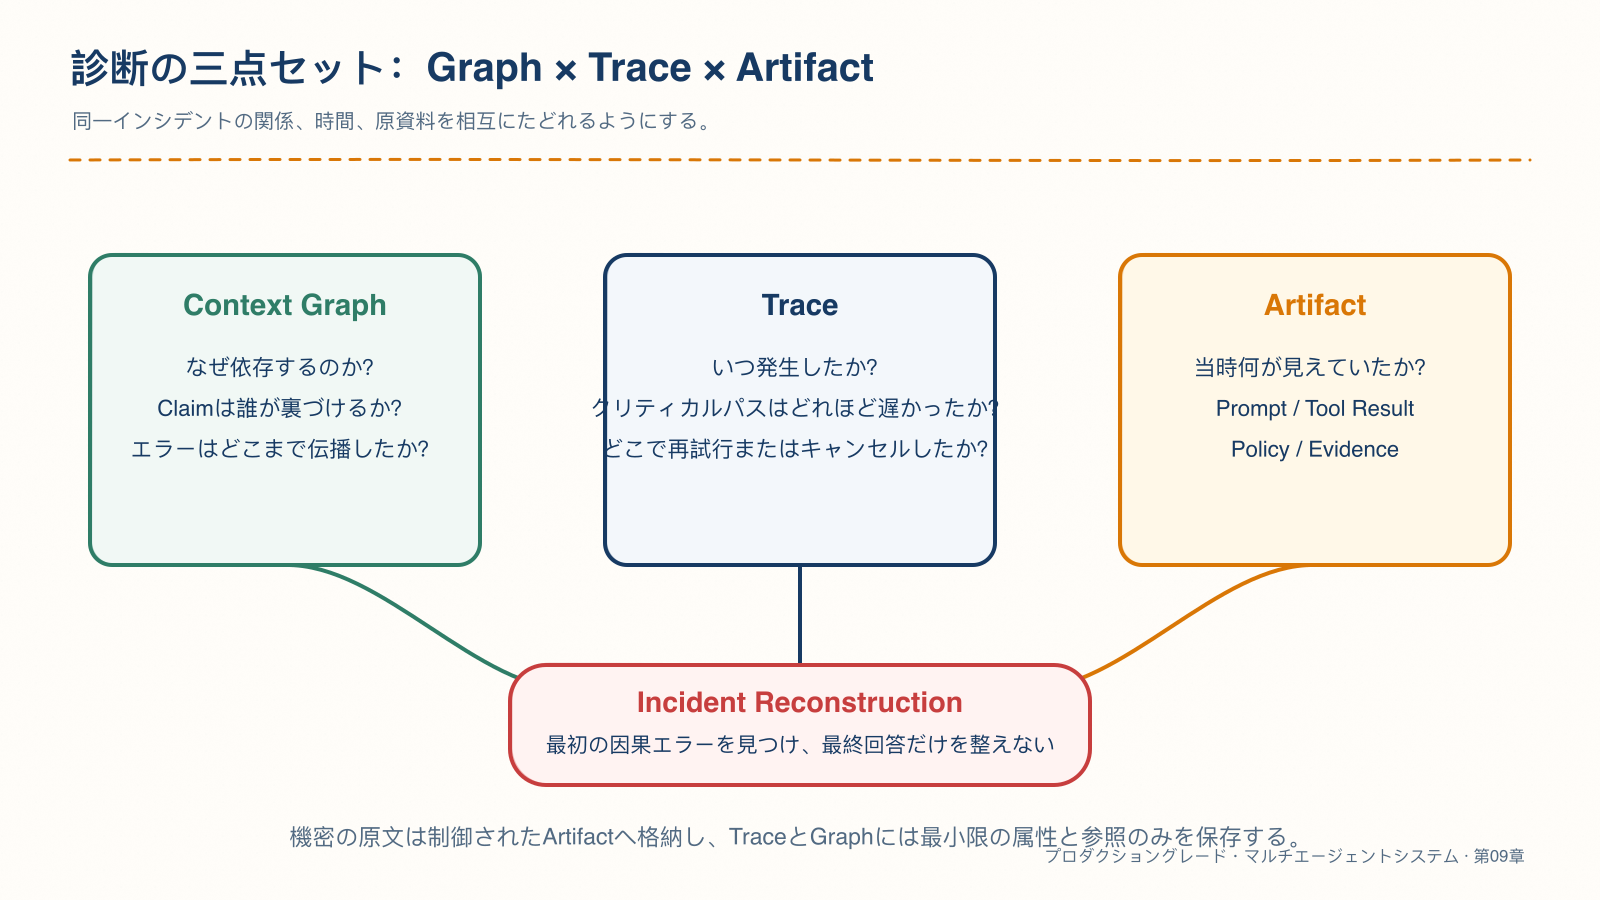 診断の三点セット：Graph × Trace × Artifact
同一インシデントの関係、時間、原資料を相互にたどれるようにする。
Context Graph
なぜ依存するのか?
Claimは誰が裏づけるか?
エラーはどこまで伝播したか?
Trace
いつ発生したか?
クリティカルパスはどれほど遅かったか?
どこで再試行またはキャンセルしたか?
Artifact
当時何が見えていたか?
Prompt / Tool Result
Policy / Evidence
Incident Reconstruction
最初の因果エラーを見つけ、最終回答だけを整えない
機密の原文は制御されたArtifactへ格納し、TraceとGraphには最小限の属性と参照のみを保存する。
プロダクショングレード・マルチエージェントシステム・第09章